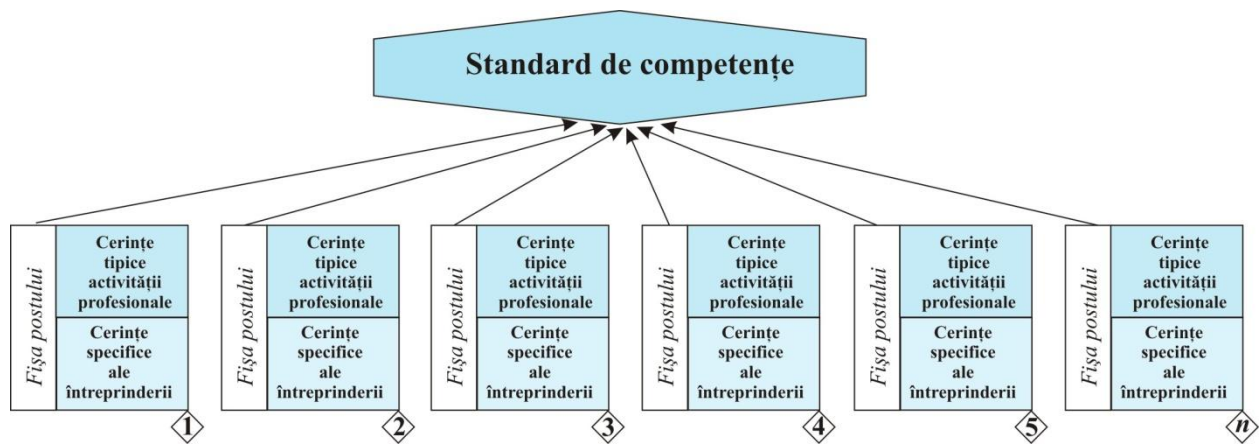 Standard de competențe
Fișa postului
Cerințe
tipice
activității
profesionale
Cerințe
specifice
ale
întreprinderii
1
Fișa postului
Cerințe
tipice
activității
profesionale
Cerințe
specifice
ale
întreprinderii
2
Fișa postului
Cerințe
tipice
activității
profesionale
Cerințe
specifice
ale
întreprinderii
3
Fișa postului
Cerințe
tipice
activității
profesionale
Cerințe
specifice
ale
întreprinderii
4
Fișa postului
Cerințe
tipice
activității
profesionale
Cerințe
specifice
ale
întreprinderii
5
Fișa postului
Cerințe
tipice
activității
profesionale
Cerințe
specifice
ale
întreprinderii
n